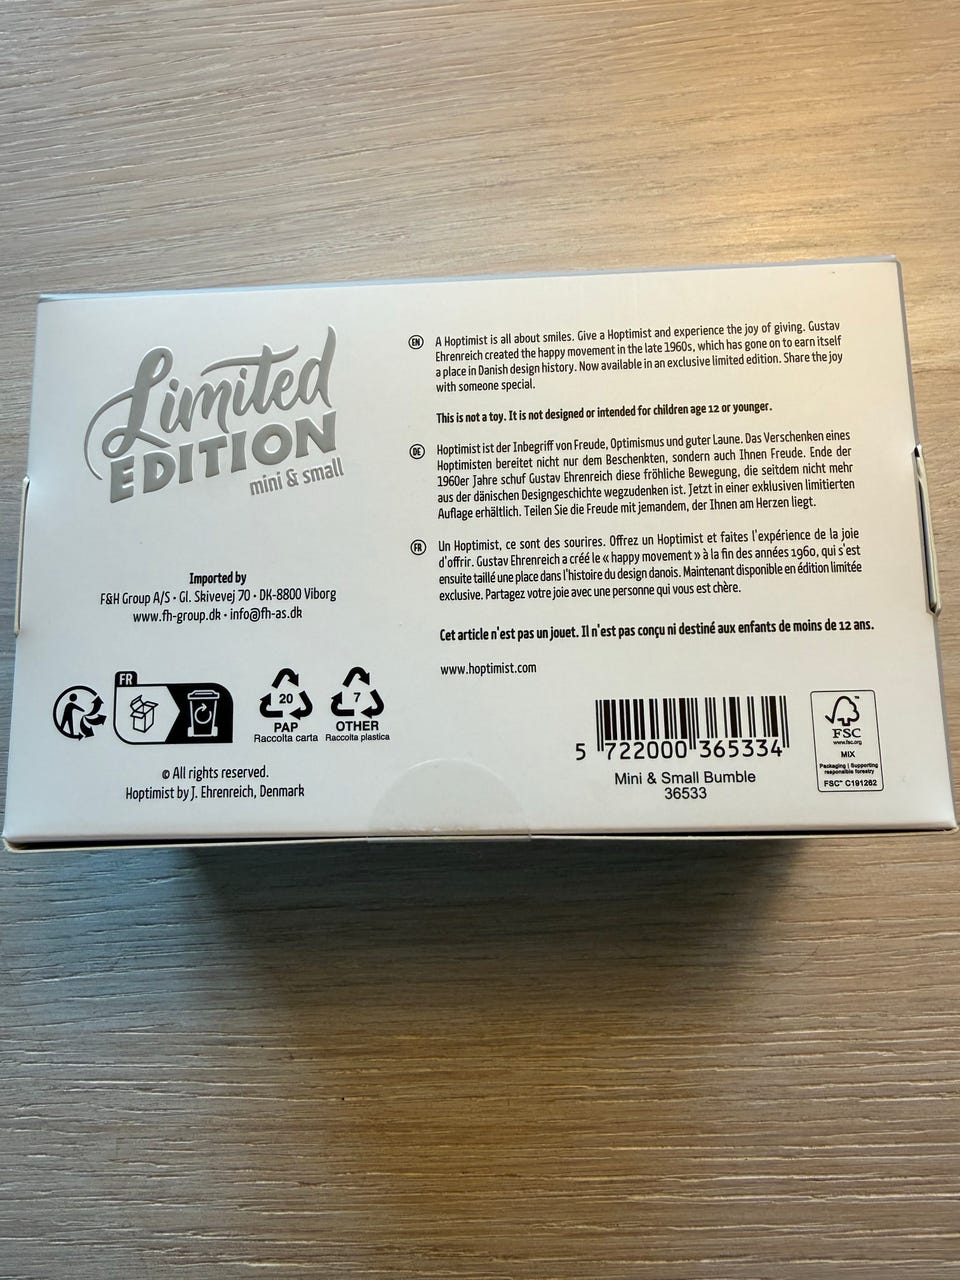 Limited
EDITION
mini & small
Imported by
F&H Group A/S • Gl. Skivevej 70 • DK-8800 Viborg
www.fh-group.dk • info@fh-as.dk
FR
20
PAP
Raccolta carta
7
OTHER
Raccolta plastica
© All rights reserved.
Hoptimist by J. Ehrenreich, Denmark
EN
A Hoptimist is all about smiles. Give a Hoptimist and experience the joy of giving. Gustav
Ehrenreich created the happy movement in the late 1960s, which has gone on to earn itself
a place in Danish design history. Now available in an exclusive limited edition. Share the joy
with someone special.
This is not a toy. It is not designed or intended for children age 12 or younger.
DE
Hoptimist ist der Inbegriff von Freude, Optimismus und guter Laune. Das Verschenken eines
Hoptimisten bereitet nicht nur dem Beschenkten, sondern auch Ihnen Freude. Ende der
1960er Jahre schuf Gustav Ehrenreich diese fröhliche Bewegung, die seitdem nicht mehr
aus der dänischen Designgeschichte wegzudenken ist. Jetzt in einer exklusiven limitierten
Auflage erhältlich. Teilen Sie die Freude mit jemandem, der Ihnen am Herzen liegt.
FR
Un Hoptimist, ce sont des sourires. Offrez un Hoptimist et faites l'expérience de la joie
d'offrir. Gustav Ehrenreich a créé le « happy movement » à la fin des années 1960, qui s'est
ensuite taillé une place dans l'histoire du design danois. Maintenant disponible en édition limitée
exclusive. Partagez votre joie avec une personne qui vous est chère.
Cet article n'est pas un jouet. Il n'est pas conçu ni destiné aux enfants de moins de 12 ans.
www.hoptimist.com
5 722000 365334
Mini & Small Bumble
36533
FSC
www.fsc.org
MIX
Packaging | Supporting
responsible forestry
FSC™ C191262